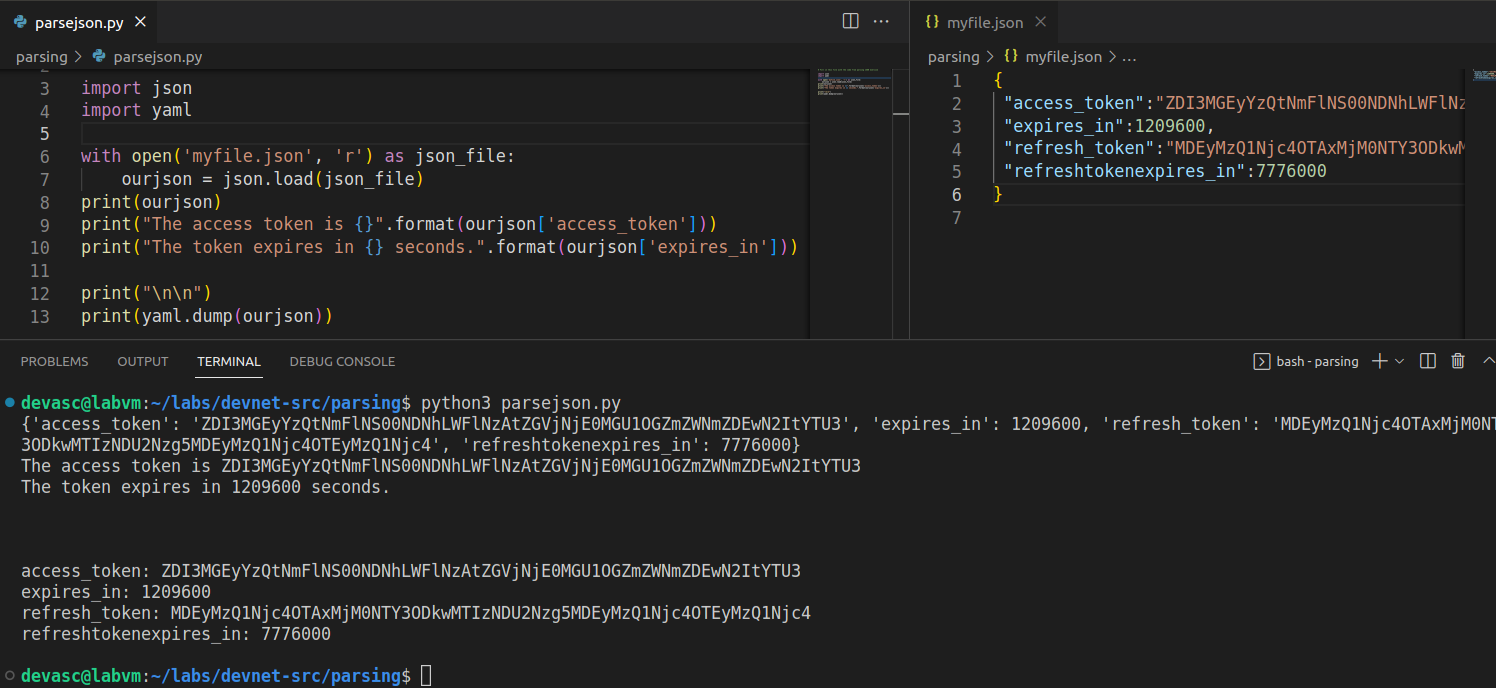 parsejson.py
parsing > parsejson.py
3 import json
4 import yaml
5
6 with open('myfile.json', 'r') as json_file:
7     ourjson = json.load(json_file)
8 print(ourjson)
9 print("The access token is {}".format(ourjson['access_token']))
10 print("The token expires in {} seconds.".format(ourjson['expires_in']))
11
12 print("\n\n")
13 print(yaml.dump(ourjson))
{} myfile.json
parsing > {} myfile.json > ...
1 {
2 "access_token":"ZDI3MGEyYzQtNmFlNS00NDNhLWFlNz
3 "expires_in":1209600,
4 "refresh_token":"MDEyMzQ1Njc4OTAxMjM0NTY3ODkwM
5 "refreshtokenexpires_in":7776000
6 }
7
PROBLEMS OUTPUT TERMINAL DEBUG CONSOLE bash - parsing
devasc@labvm:~/labs/devnet-src/parsing$ python3 parsejson.py
{'access_token': 'ZDI3MGEyYzQtNmFlNS00NDNhLWFlNzAtZGVjNjE0MGU1OGZmZWNmZDEwN2ItYTU3', 'expires_in': 1209600, 'refresh_token': 'MDEyMzQ1Njc4OTAxMjM0NT
3ODkwMTIzNDU2Nzg5MDEyMzQ1Njc4OTEyMzQ1Njc4', 'refreshtokenexpires_in': 7776000}
The access token is ZDI3MGEyYzQtNmFlNS00NDNhLWFlNzAtZGVjNjE0MGU1OGZmZWNmZDEwN2ItYTU3
The token expires in 1209600 seconds.
access_token: ZDI3MGEyYzQtNmFlNS00NDNhLWFlNzAtZGVjNjE0MGU1OGZmZWNmZDEwN2ItYTU3
expires_in: 1209600
refresh_token: MDEyMzQ1Njc4OTAxMjM0NTY3ODkwMTIzNDU2Nzg5MDEyMzQ1Njc4OTEyMzQ1Njc4
refreshtokenexpires_in: 7776000
devasc@labvm:~/labs/devnet-src/parsing$